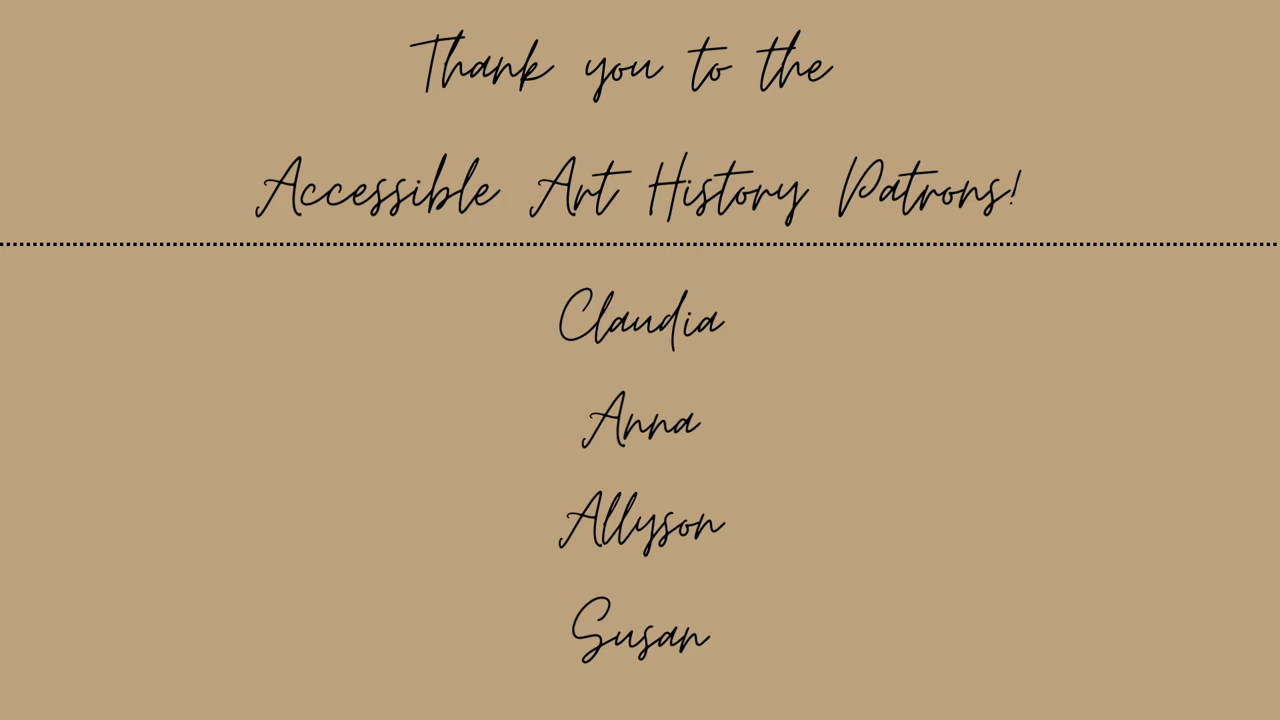 Thank you to the
Accessible Art History Patrons!
Claudia
Anna
Allyson
Susan